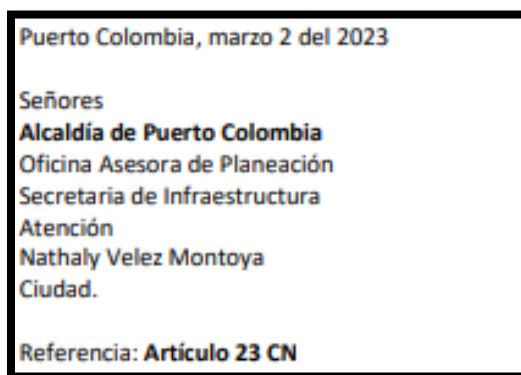 Puerto Colombia, marzo 2 del 2023
Señores
Alcaldía de Puerto Colombia
Oficina Asesora de Planeación
Secretaria de Infraestructura
Atención
Nathaly Velez Montoya
Ciudad.
Referencia: Artículo 23 CN